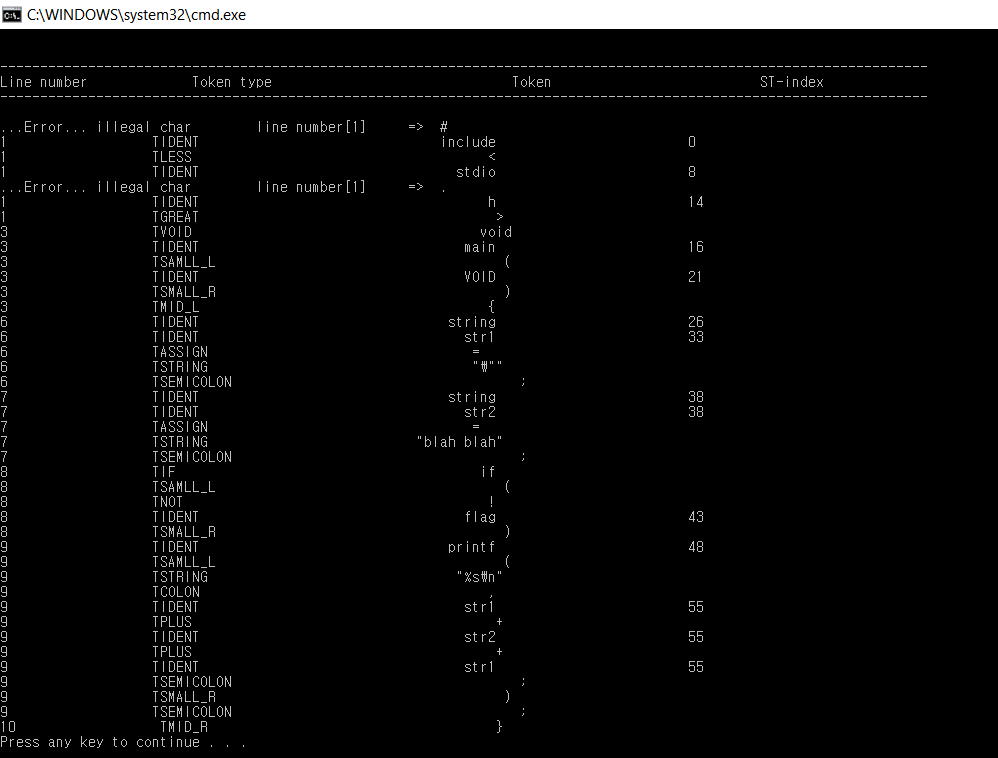 C:\WINDOWS\system32\cmd.exe
--------------------------------------------------------------------------------------------------------------------
Line number Token type Token ST-index
--------------------------------------------------------------------------------------------------------------------
...Error... illegal char line number[1] => #
1 TIDENT include 0
1 TLESS <
1 TIDENT stdio 8
...Error... illegal char line number[1] => .
1 TIDENT h 14
1 TGREAT >
3 TVOID void
3 TIDENT main 16
3 TSAMLL_L (
3 TIDENT VOID 21
3 TSMALL_R )
3 TMID_L {
6 TIDENT string 26
6 TIDENT str1 33
6 TASSIGN =
6 TSTRING "₩""
6 TSEMICOLON ;
7 TIDENT string 38
7 TIDENT str2 38
7 TASSIGN =
7 TSTRING "blah blah"
7 TSEMICOLON ;
8 TIF if
8 TSAMLL_L (
8 TNOT !
8 TIDENT flag 43
8 TSMALL_R )
9 TIDENT printf 48
9 TSAMLL_L (
9 TSTRING "%s₩n"
9 TCOLON ,
9 TIDENT str1 55
9 TPLUS +
9 TIDENT str2 55
9 TPLUS +
9 TIDENT str1 55
9 TSEMICOLON ;
9 TSMALL_R )
9 TSEMICOLON ;
10 TMID_R }
Press any key to continue . . .